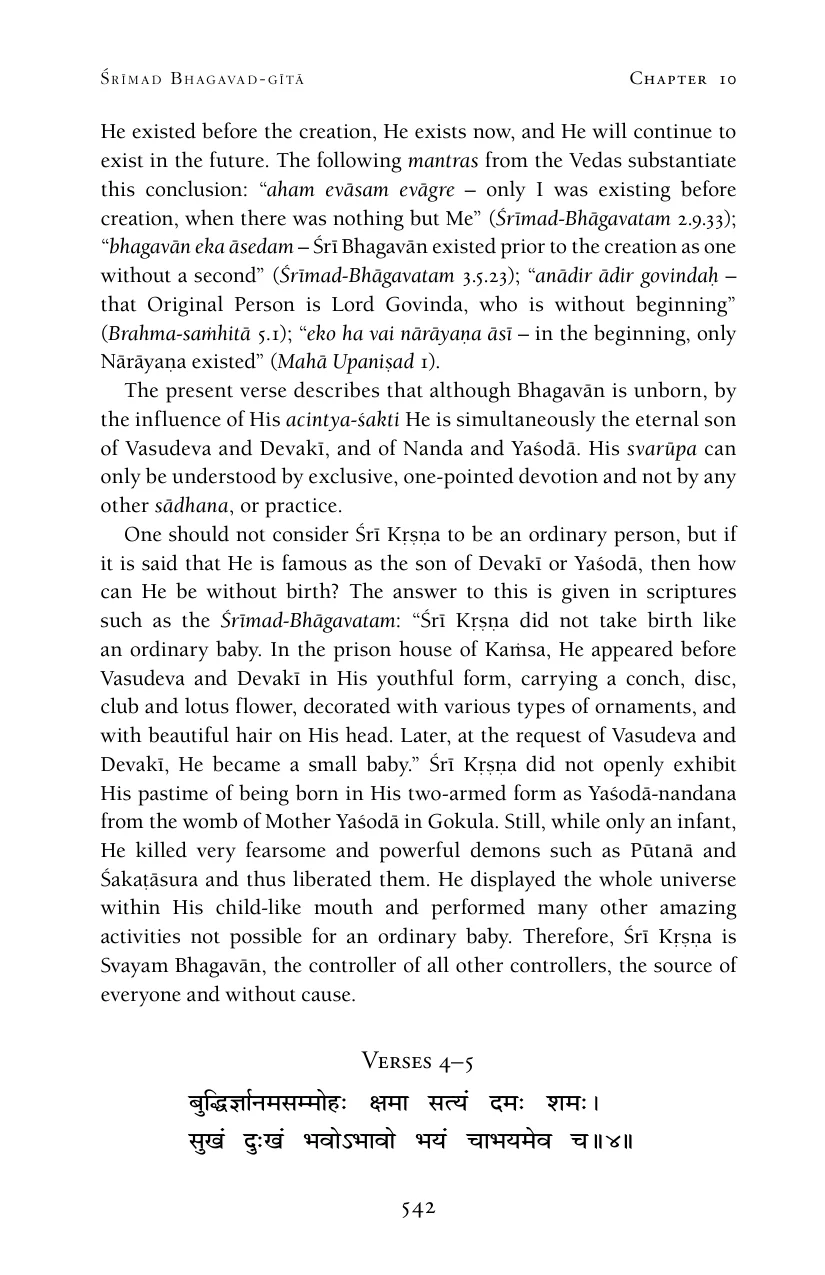 Śrīmad Bhagavad-gītā Chapter 10
He existed before the creation, He exists now, and He will continue to
exist in the future. The following mantras from the Vedas substantiate
this conclusion: “aham evāsam evāgre – only I was existing before
creation, when there was nothing but Me” (Śrīmad-Bhāgavatam 2.9.33);
“bhagavān eka āsedam – Śrī Bhagavān existed prior to the creation as one
without a second” (Śrīmad-Bhāgavatam 3.5.23); “anādir ādir govindaḥ –
that Original Person is Lord Govinda, who is without beginning”
(Brahma-saṁhitā 5.1); “eko ha vai nārāyaṇa āsī – in the beginning, only
Nārāyaṇa existed” (Mahā Upaniṣad 1).
The present verse describes that although Bhagavān is unborn, by
the influence of His acintya-śakti He is simultaneously the eternal son
of Vasudeva and Devakī, and of Nanda and Yaśodā. His svarūpa can
only be understood by exclusive, one-pointed devotion and not by any
other sādhana, or practice.
One should not consider Śrī Kṛṣṇa to be an ordinary person, but if
it is said that He is famous as the son of Devakī or Yaśodā, then how
can He be without birth? The answer to this is given in scriptures
such as the Śrīmad-Bhāgavatam: “Śrī Kṛṣṇa did not take birth like
an ordinary baby. In the prison house of Kaṁsa, He appeared before
Vasudeva and Devakī in His youthful form, carrying a conch, disc,
club and lotus flower, decorated with various types of ornaments, and
with beautiful hair on His head. Later, at the request of Vasudeva and
Devakī, He became a small baby.” Śrī Kṛṣṇa did not openly exhibit
His pastime of being born in His two-armed form as Yaśodā-nandana
from the womb of Mother Yaśodā in Gokula. Still, while only an infant,
He killed very fearsome and powerful demons such as Pūtanā and
Śakaṭāsura and thus liberated them. He displayed the whole universe
within His child-like mouth and performed many other amazing
activities not possible for an ordinary baby. Therefore, Śrī Kṛṣṇa is
Svayam Bhagavān, the controller of all other controllers, the source of
everyone and without cause.
Verses 4–5
बुद्धिर्ज्ञानमसम्मोहः क्षमा सत्यं दमः शमः।
सुखं दुःखं भवोऽभावो भयं चाभयमेव च॥४॥
542